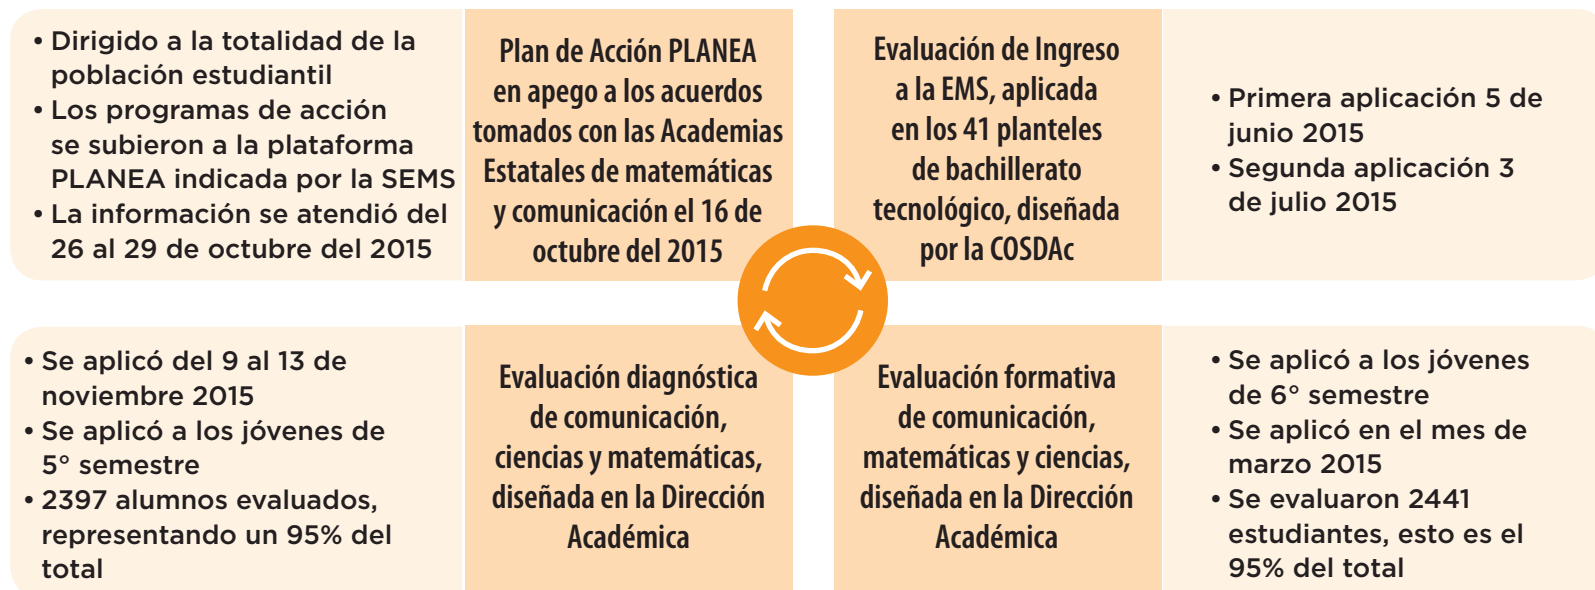 • Dirigido a la totalidad de la
población estudiantil
• Los programas de acción
se subieron a la plataforma
PLANEA indicada por la SEMS
• La información se atendió del
26 al 29 de octubre del 2015
Plan de Acción PLANEA
en apego a los acuerdos
tomados con las Academias
Estatales de matemáticas
y comunicación el 16 de
octubre del 2015
Evaluación de Ingreso
a la EMS, aplicada
en los 41 planteles
de bachillerato
tecnológico, diseñada
por la COSDAc
• Primera aplicación 5 de
junio 2015
• Segunda aplicación 3
de julio 2015
• Se aplicó del 9 al 13 de
noviembre 2015
• Se aplicó a los jóvenes de
5° semestre
• 2397 alumnos evaluados,
representando un 95% del
total
Evaluación diagnóstica
de comunicación,
ciencias y matemáticas,
diseñada en la Dirección
Académica
Evaluación formativa
de comunicación,
matemáticas y ciencias,
diseñada en la Dirección
Académica
• Se aplicó a los jóvenes
de 6° semestre
• Se aplicó en el mes de
marzo 2015
• Se evaluaron 2441
estudiantes, esto es el
95% del total